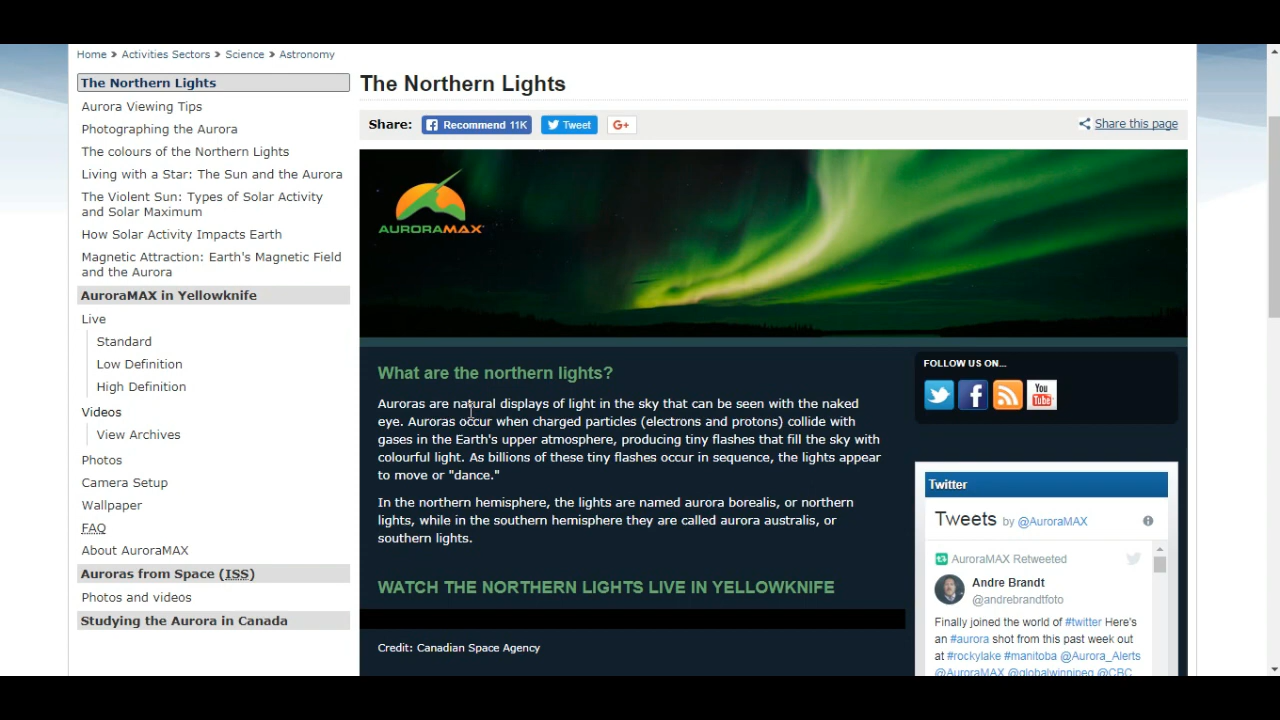 Home > Activities Sectors > Science > Astronomy
The Northern Lights
Aurora Viewing Tips
Photographing the Aurora
The colours of the Northern Lights
Living with a Star: The Sun and the Aurora
The Violent Sun: Types of Solar Activity
and Solar Maximum
How Solar Activity Impacts Earth
Magnetic Attraction: Earth's Magnetic Field
and the Aurora
AuroraMAX in Yellowknife
Live
Standard
Low Definition
High Definition
Videos
View Archives
Photos
Camera Setup
Wallpaper
FAQ
About AuroraMAX
Auroras from Space (ISS)
Photos and videos
Studying the Aurora in Canada
The Northern Lights
Share: Recommend 11K Tweet G+ Share this page
AURORAMAX
What are the northern lights?
Auroras are natural displays of light in the sky that can be seen with the naked
eye. Auroras occur when charged particles (electrons and protons) collide with
gases in the Earth's upper atmosphere, producing tiny flashes that fill the sky with
colourful light. As billions of these tiny flashes occur in sequence, the lights appear
to move or "dance."
In the northern hemisphere, the lights are named aurora borealis, or northern
lights, while in the southern hemisphere they are called aurora australis, or
southern lights.
WATCH THE NORTHERN LIGHTS LIVE IN YELLOWKNIFE
Credit: Canadian Space Agency
FOLLOW US ON...
You
Tube
Twitter
Tweets by @AuroraMAX
AuroraMAX Retweeted
Andre Brandt
@andrebrandtfoto
Finally joined the world of #twitter Here's
an #aurora shot from this past week out
at #rockylake #manitoba @Aurora_Alerts
@AuroraMAX @globalwinnipeg @CBC